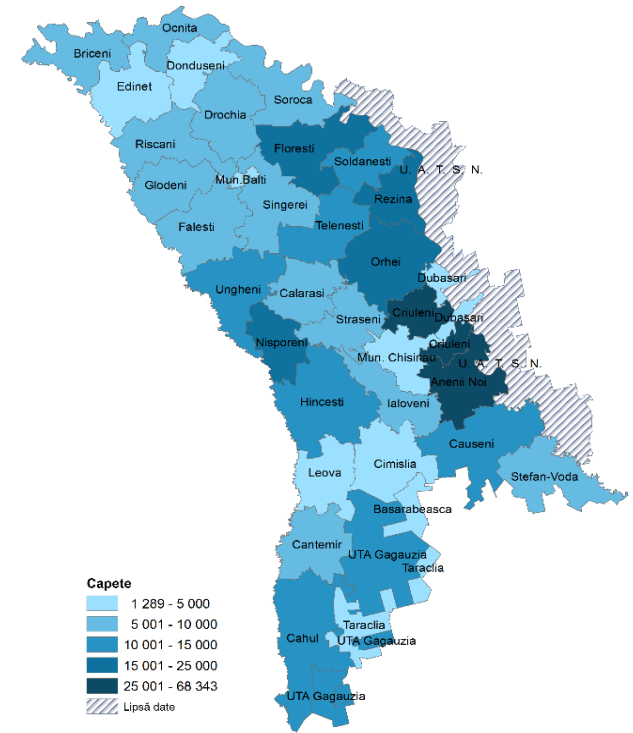 Ocnita
Briceni
Donduseni
Edinet
Soroca
Drochia
Riscani
Floresti
Soldanesti
U. A. T. S. N.
Glodeni
Mun.Balti
Rezina
Singerei
Telenesti
Falesti
Orhei
Dubasari
Ungheni
Calarasi
Criuleni
Straseni
Dubasari
Nisporeni
Criuleni
Mun. Chisinau
U. A. T. S. N.
Anenii Noi
Hincesti
Ialoveni
Causeni
Cimislia
Leova
Stefan-Voda
Basarabeasca
Cantemir
UTA Gagauzia
Taraclia
Capete
1 289 - 5 000
5 001 - 10 000
10 001 - 15 000
15 001 - 25 000
25 001 - 68 343
Lipsă date
Taraclia
Cahul
UTA Gagauzia
UTA Gagauzia